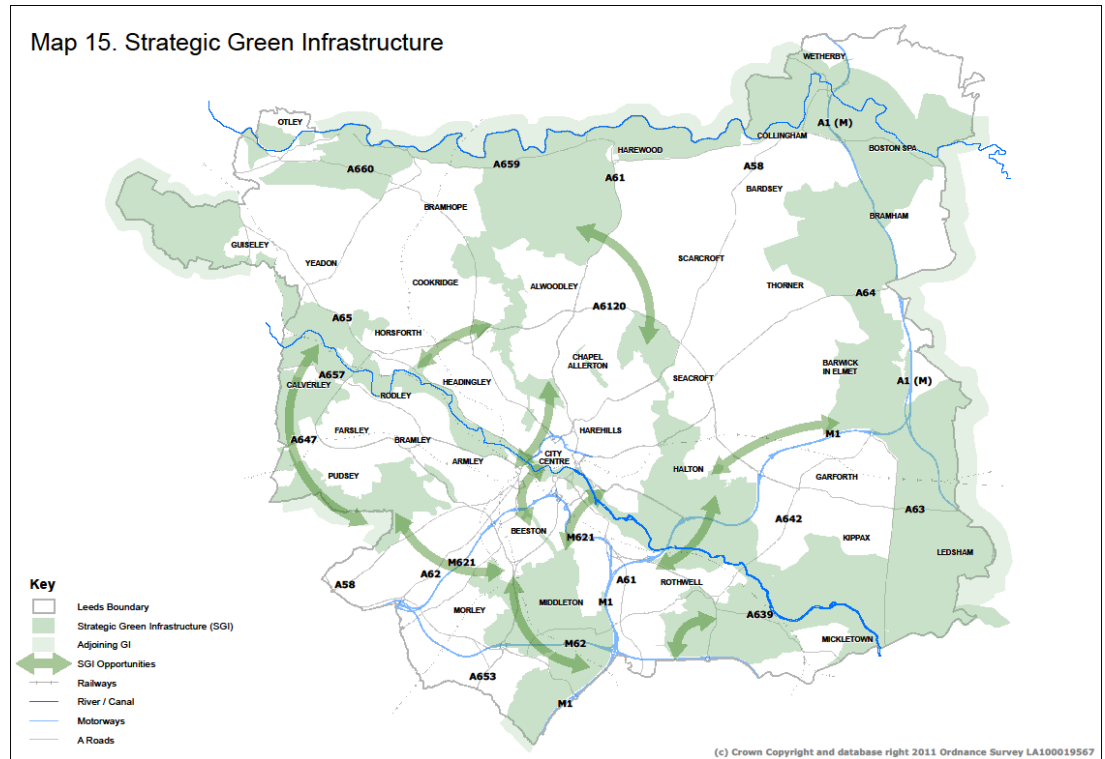 Map 15. Strategic Green Infrastructure
WETHERBY
OTLEY
A1 (M)
COLLINGHAM
BOSTON SPA
HAREWOOD
A659
A58
A660
A61
BARDSEY
BRAMHOPE
BRAMHAM
GUISELEY
YEADON
SCARCROFT
COOKRIDGE
ALWOODLEY
THORNER
A64
A6120
A65
HORSFORTH
CHAPEL
ALLERTON
BARWICK
IN ELMET
A657
SEACROFT
A1 (M)
CALVERLEY
HEADINGLEY
RODLEY
FARSLEY
HAREHILLS
M1
A647
BRAMLEY
CITY
CENTRE
ARMLEY
HALTON
PUDSEY
GARFORTH
A63
A642
BEESTON
M621
KIPPAX
LEDSHAM
M621
A62
A58
A61
ROTHWELL
MIDDLETON
M1
MORLEY
A639
MICKLETOWN
M62
A653
M1
Key
Leeds Boundary
Strategic Green Infrastructure (SGI)
Adjoining GI
SGI Opportunities
Railways
River / Canal
Motorways
A Roads
(c) Crown Copyright and database right 2011 Ordnance Survey LA100019567